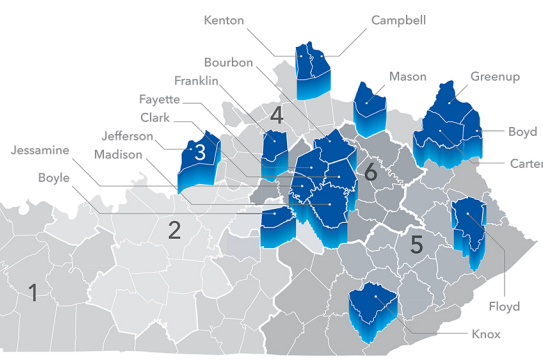 Kenton
Campbell
Bourbon
Franklin
Mason
Greenup
Fayette
Clark
4
Jefferson
3
Boyd
Jessamine
Madison
Carter
6
Boyle
2
5
1
Floyd
Knox